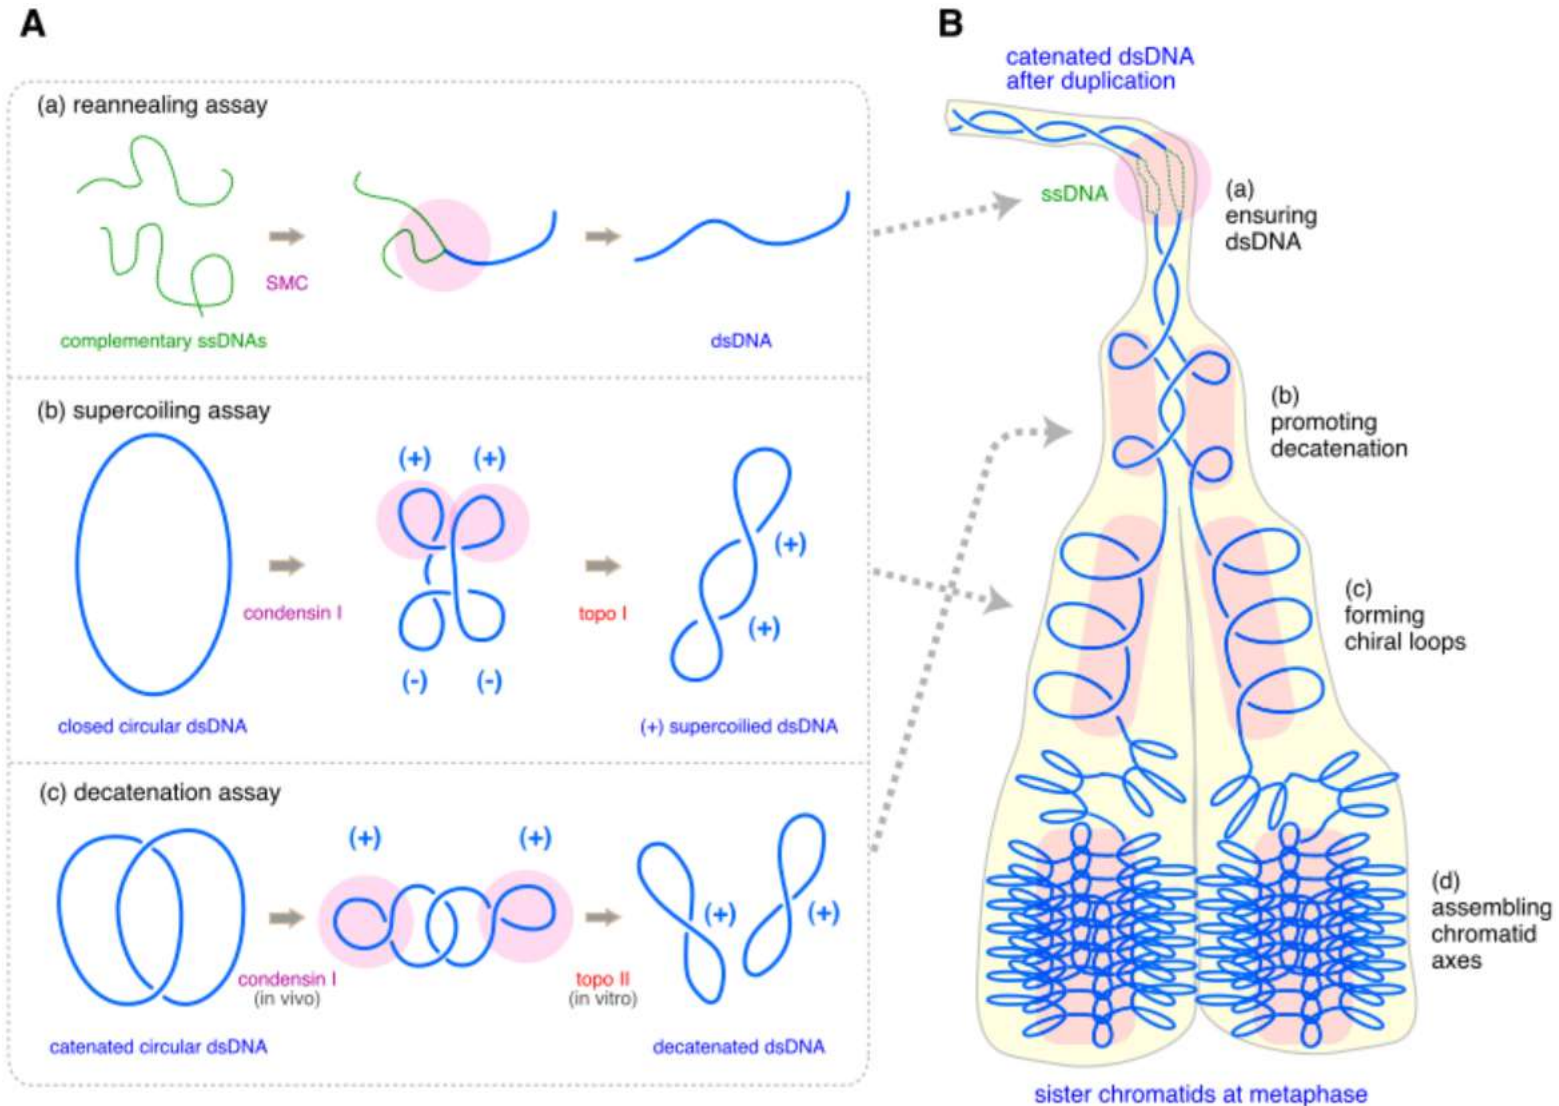 A
(a) reannealing assay
SMC
complementary ssDNAs
dsDNA
(b) supercoiling assay
(+)
(+)
(+)
condensin I
topo I
(+)
(-)
(-)
closed circular dsDNA
(+) supercoilied dsDNA
(c) decatenation assay
(+)
(+)
(+)
(+)
condensin I
(in vivo)
topo II
(in vitro)
catenated circular dsDNA
decatenated dsDNA
B
catenated dsDNA
after duplication
ssDNA
(a)
ensuring
dsDNA
(b)
promoting
decatenation
(c)
forming
chiral loops
(d)
assembling
chromatid
axes
sister chromatids at metaphase